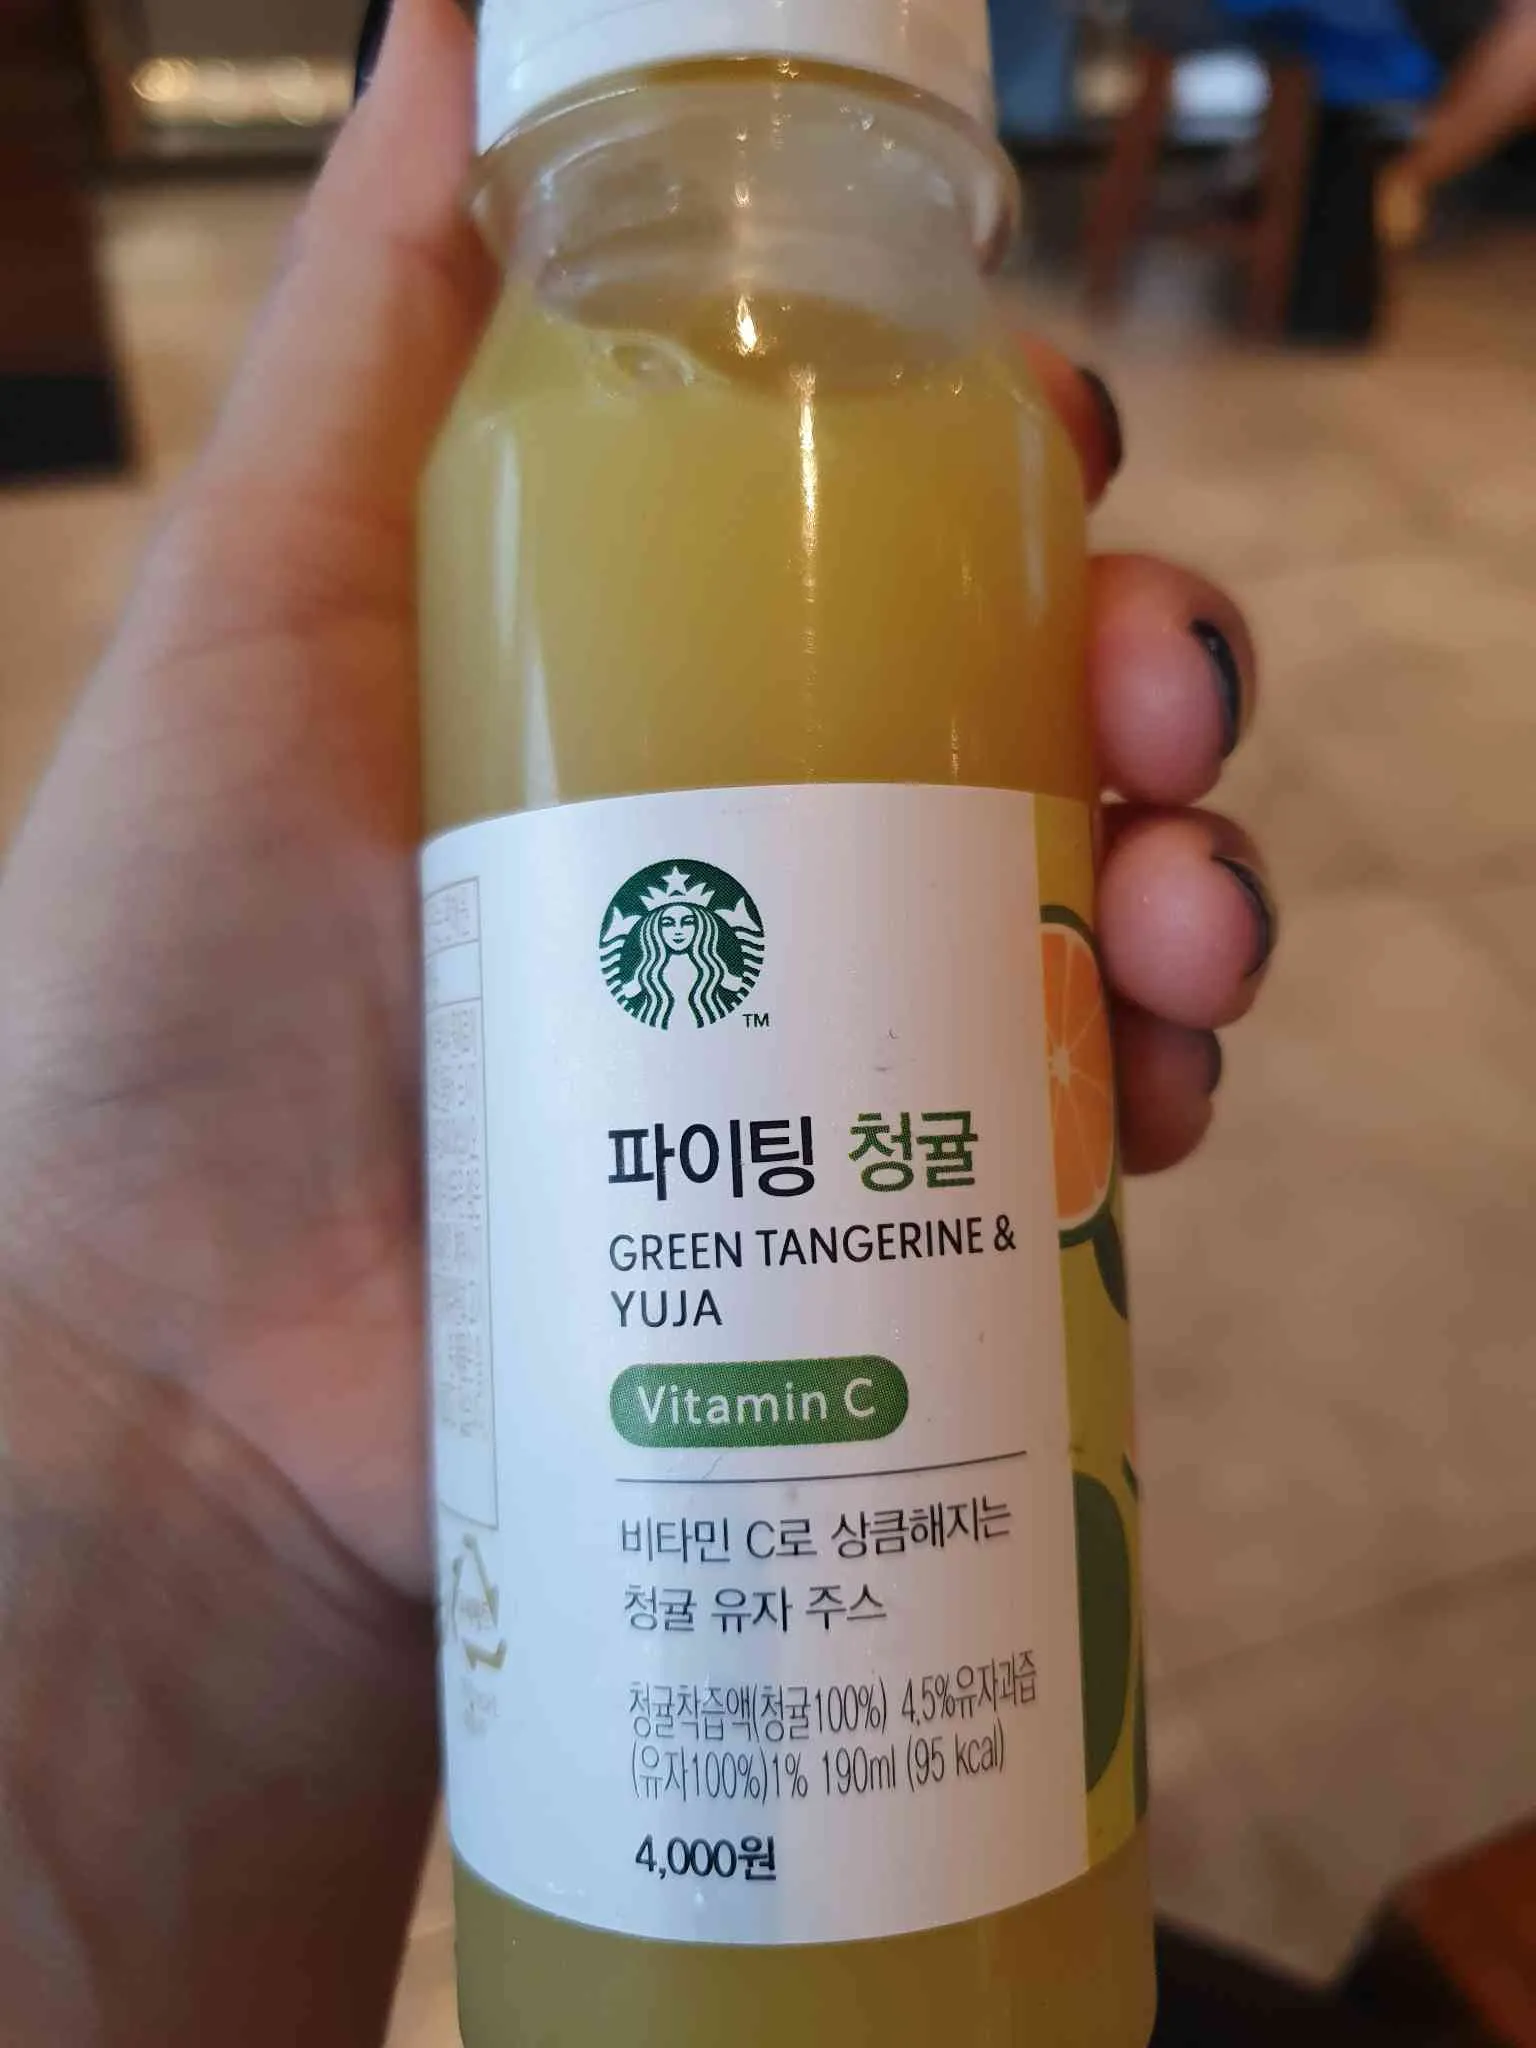 TM
파이팅 청귤
GREEN TANGERINE &
YUJA
Vitamin C
비타민 C로 상큼해지는
청귤 유자 주스
청귤착즙액(청귤100%) 4.5%유자과즙
(유자100%)1% 190ml (95 kcal)
4,000원